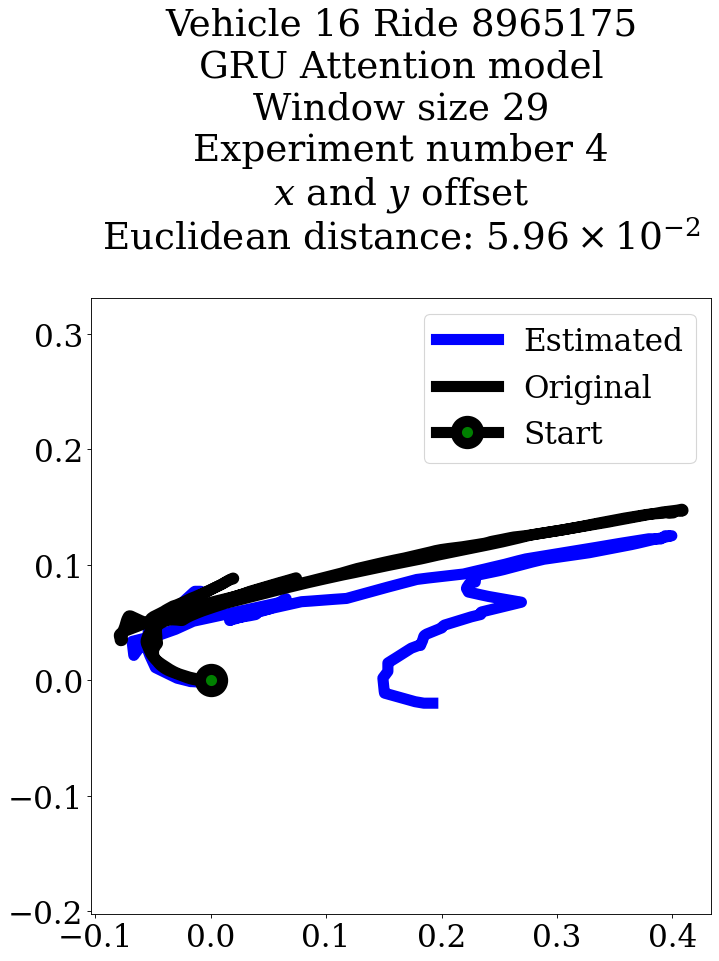 Vehicle 16 Ride 8965175
GRU Attention model
Window size 29
Experiment number 4
x and y offset
Euclidean distance: 5.96 × 10⁻²
Estimated
Original
Start
0.3
0.2
0.1
0.0
−0.1
−0.2
−0.1 0.0 0.1 0.2 0.3 0.4